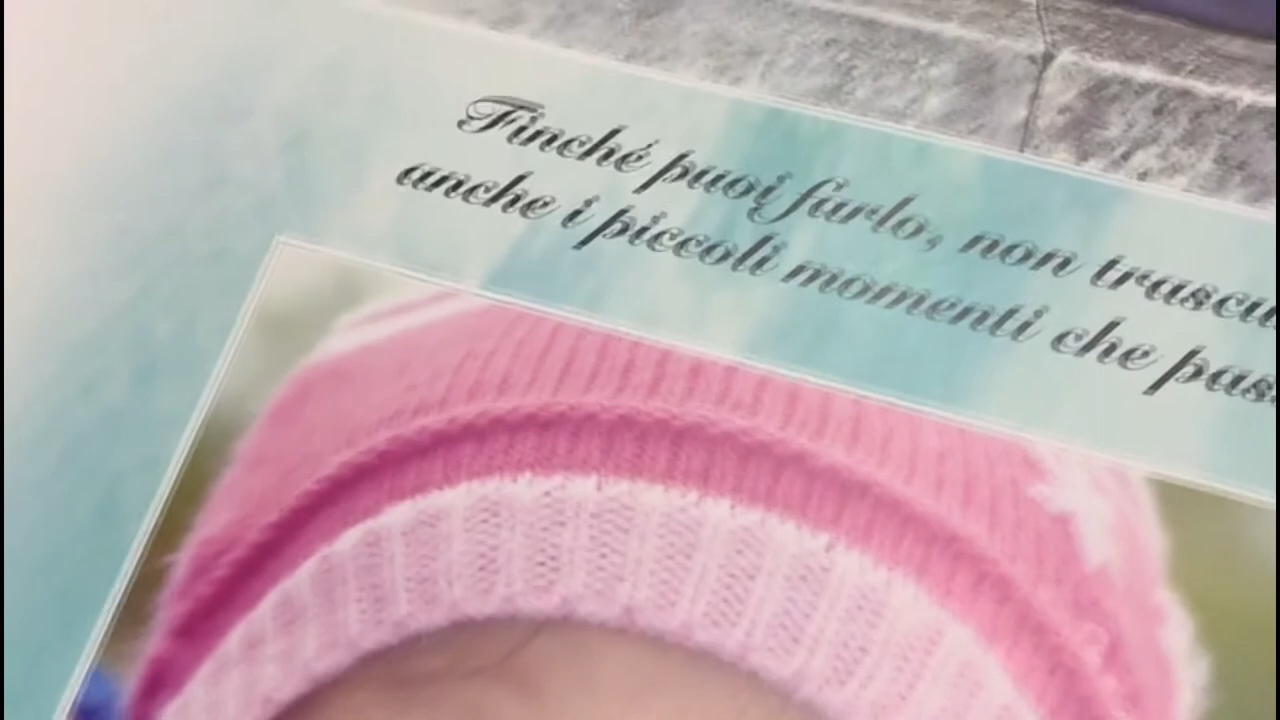 Finché puoi farlo, non
anche i piccoli momenti che